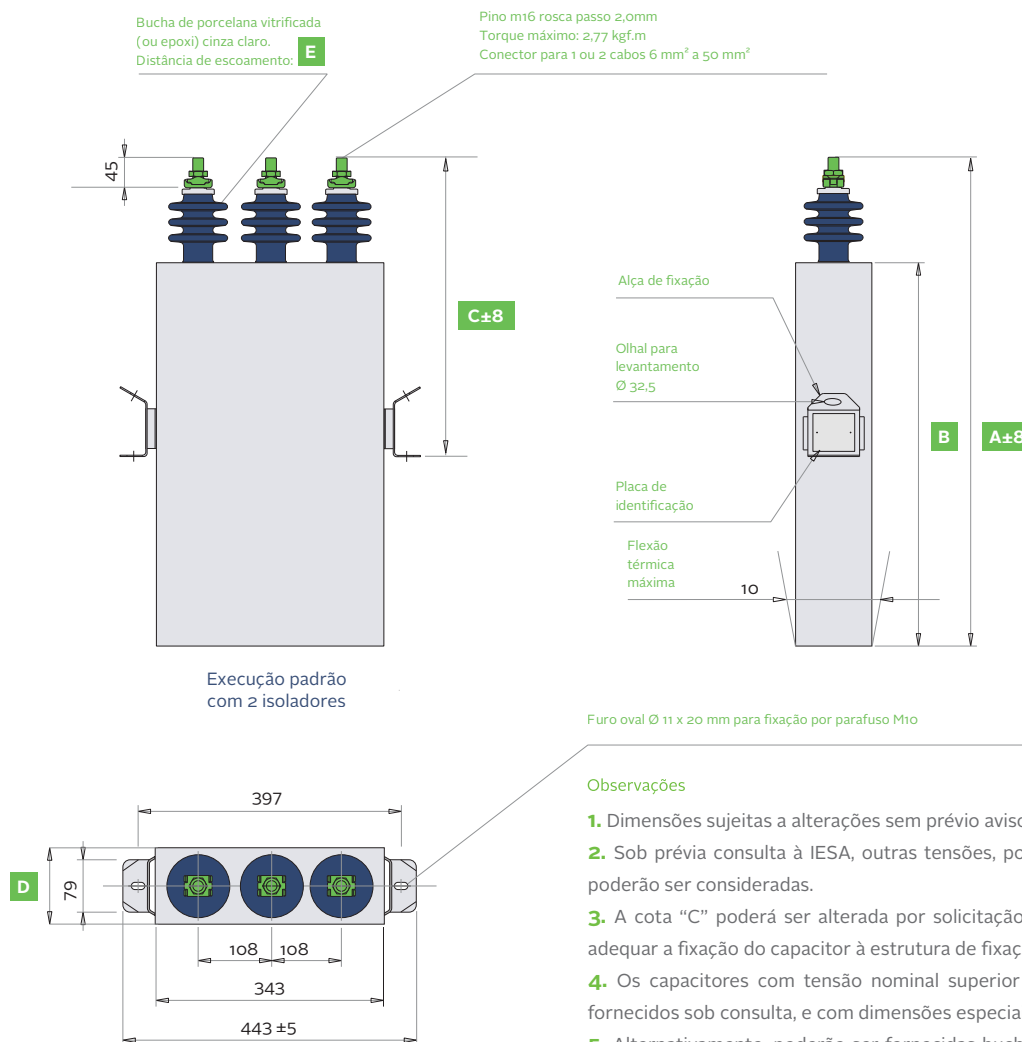 Bucha de porcelana vitrificada
(ou epoxi) cinza claro.
Distância de escoamento: E
Pino m16 rosca passo 2,0mm
Torque máximo: 2,77 kgf.m
Conector para 1 ou 2 cabos 6 mm² a 50 mm²
45
C±8
Alça de fixação
Olhal para
levantamento
Ø 32,5
B
A±8
Placa de
identificação
Flexão
térmica
máxima
10
Execução padrão
com 2 isoladores
Furo oval Ø 11 x 20 mm para fixação por parafuso M10
397
D
79
108
108
343
443 ±5
Observações
1. Dimensões sujeitas a alterações sem prévio aviso
2. Sob prévia consulta à IESA, outras tensões,
poderão ser consideradas.
3. A cota “C” poderá ser alterada por solicitação
adequar a fixação do capacitor à estrutura de
4. Os capacitores com tensão nominal superior
fornecidos sob consulta, e com dimensões
5. Alternativamente, poderão ser fornecidas